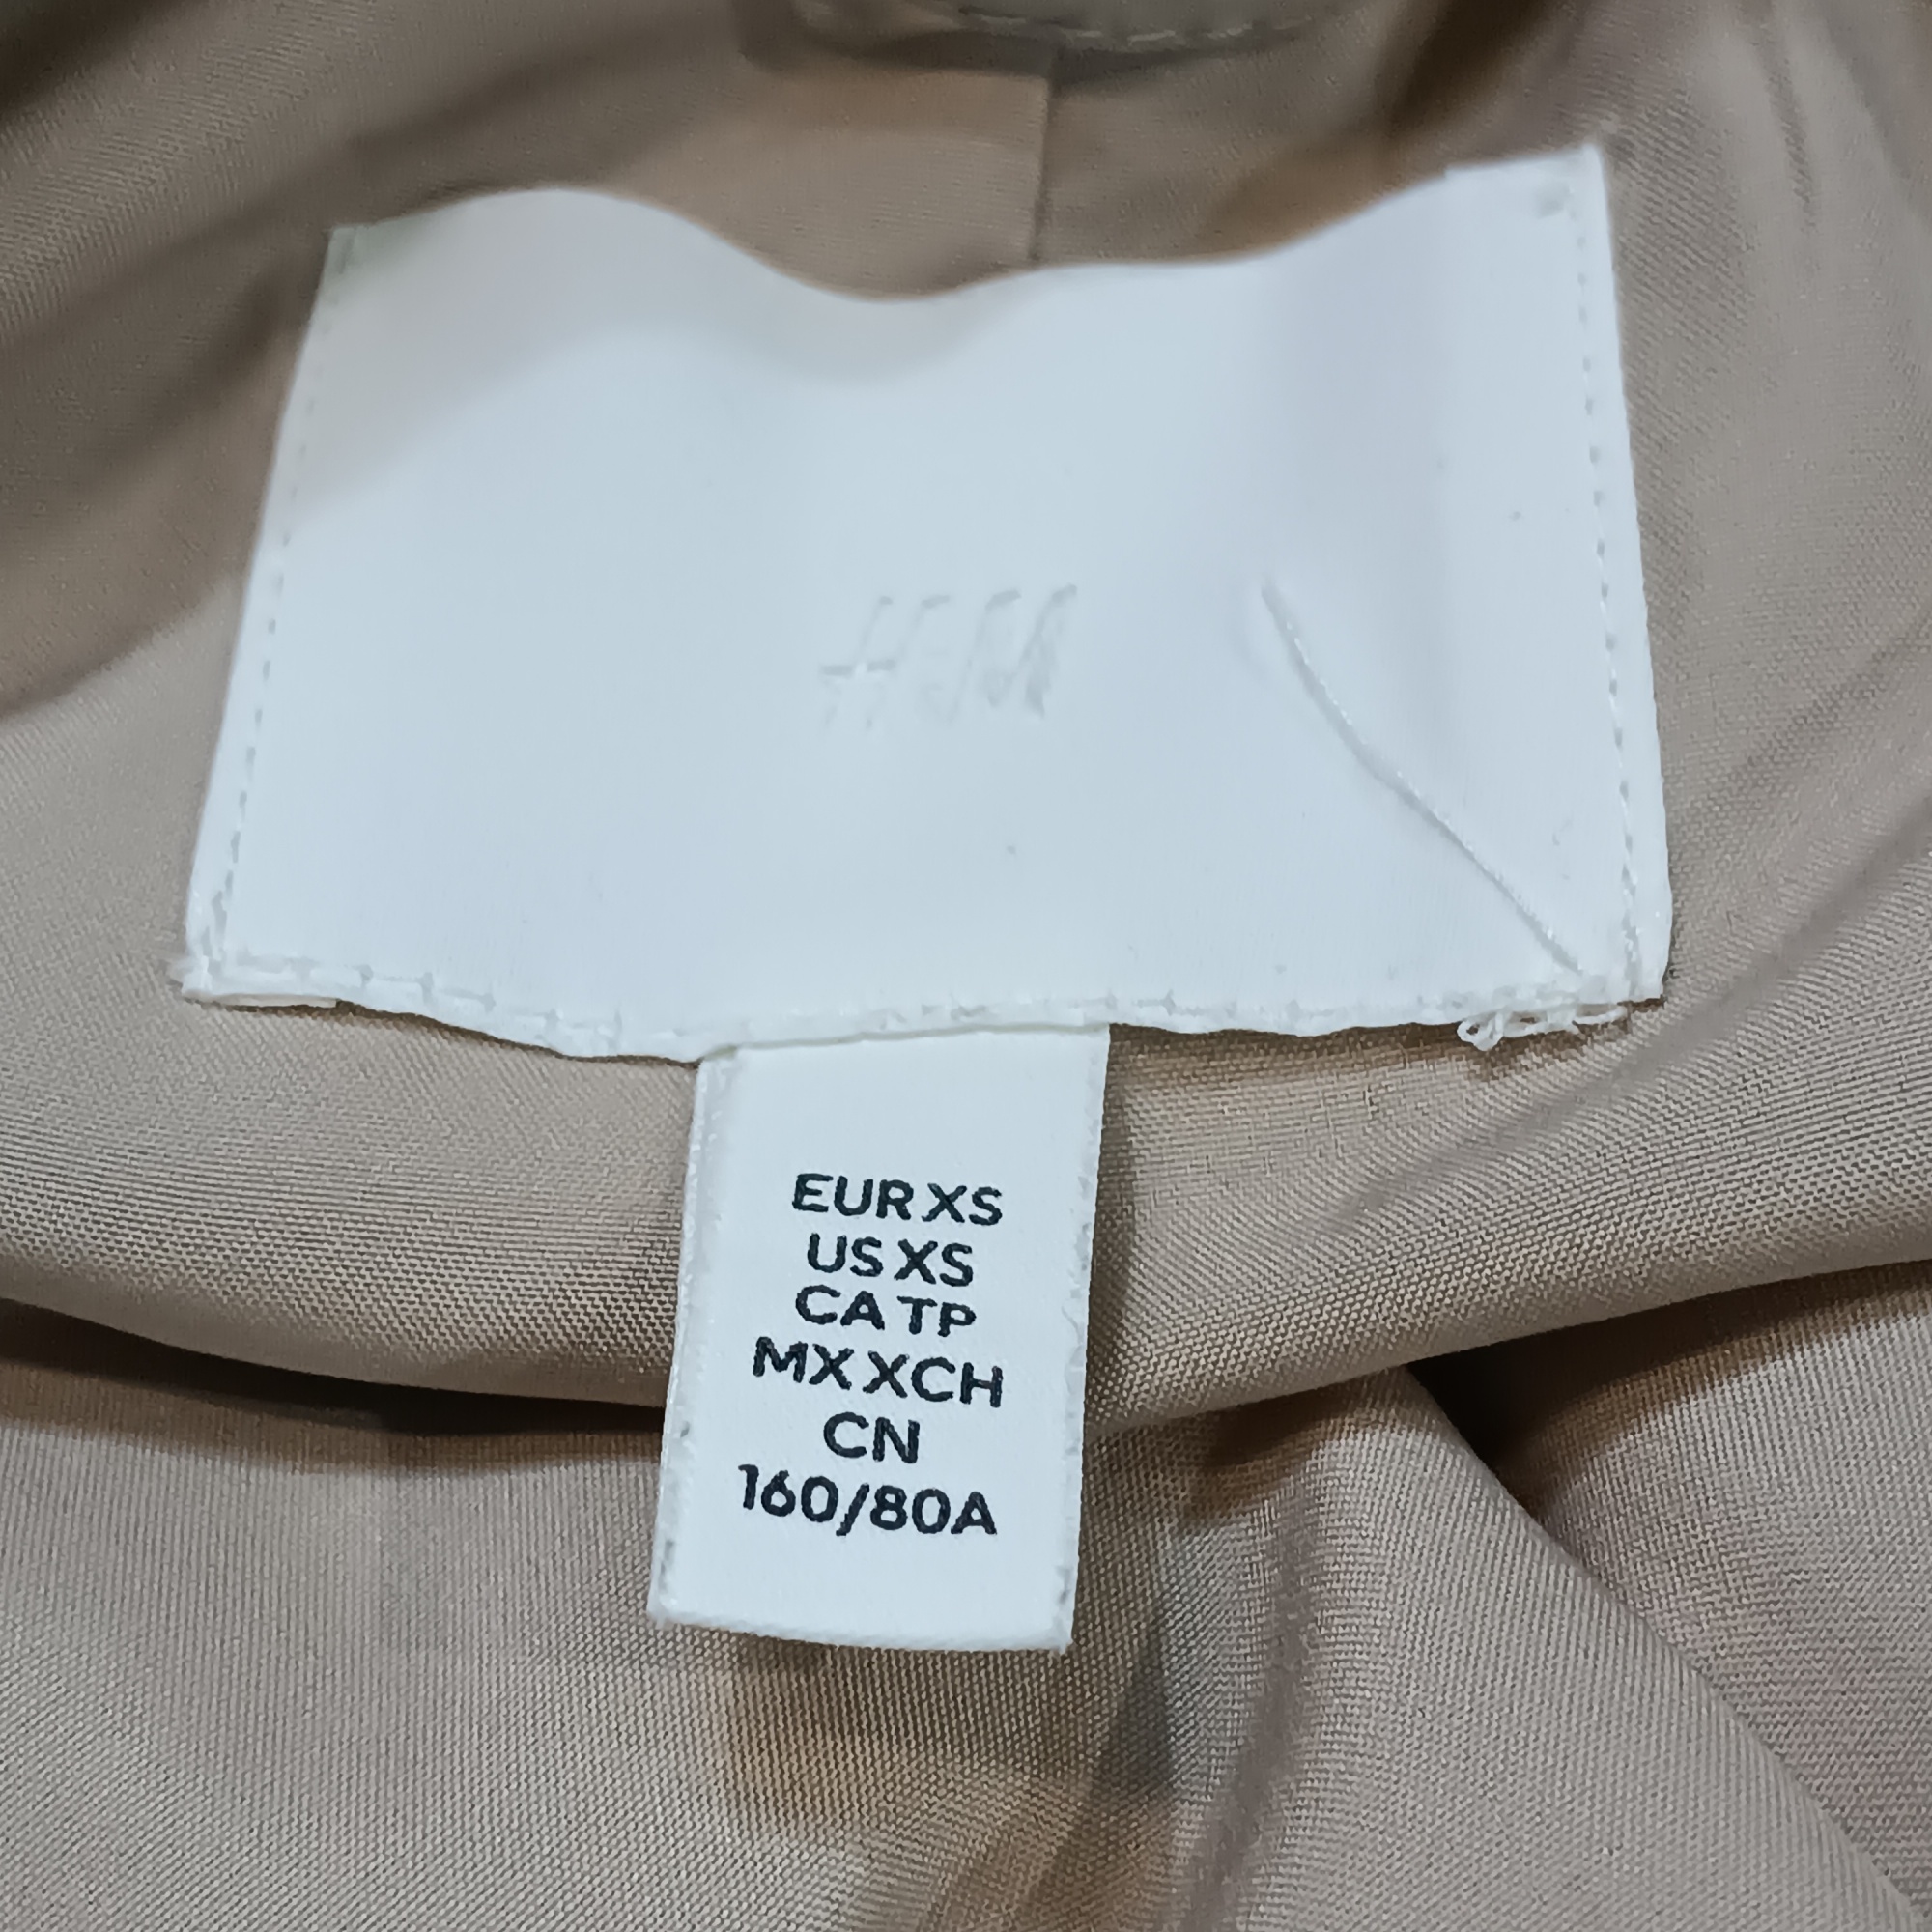 H&M
EUR XS
US XS
CA TP
MX XCH
CN
160/80A